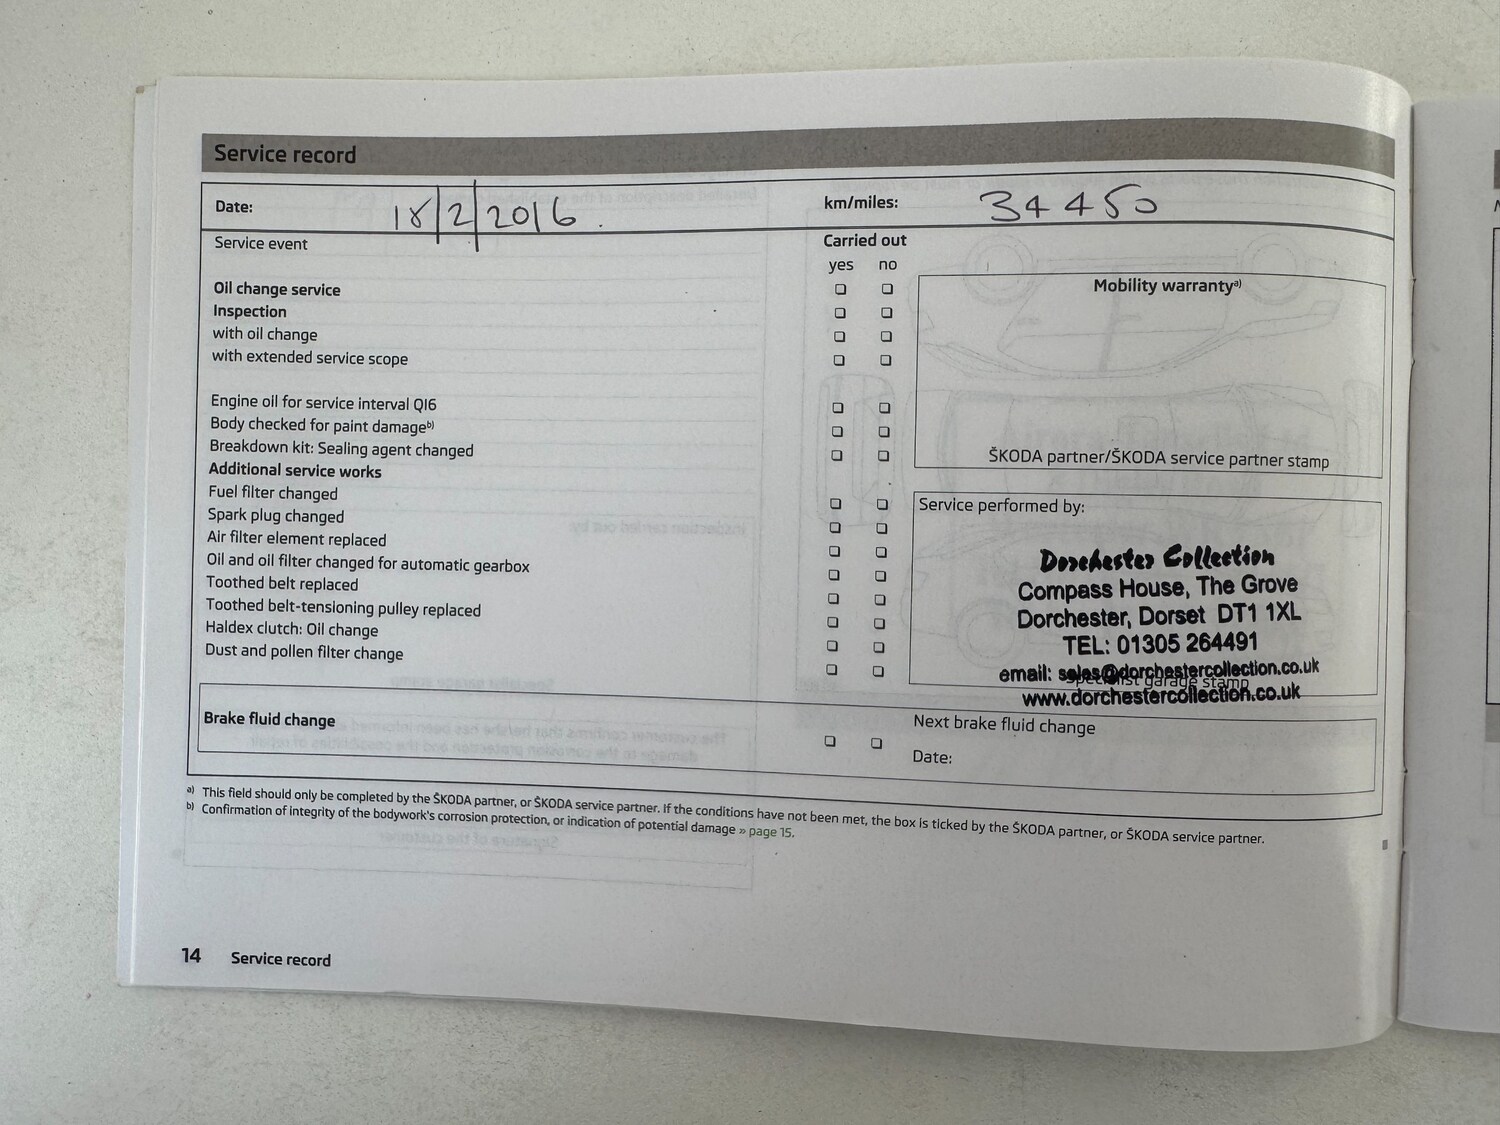 Service record
Date: 18/2/2016.
km/miles: 34450
Service event
Carried out
yes no
Mobility warranty a)
Oil change service
Inspection
with oil change
with extended service scope
Engine oil for service interval QI6
Body checked for paint damage b)
Breakdown kit: Sealing agent changed
ŠKODA partner/ŠKODA service partner stamp
Additional service works
Fuel filter changed
Service performed by:
Spark plug changed
Air filter element replaced
Oil and oil filter changed for automatic gearbox
Toothed belt replaced
Toothed belt-tensioning pulley replaced
Haldex clutch: Oil change
Dust and pollen filter change
Dorchester Collection
Compass House, The Grove
Dorchester, Dorset DT1 1XL
TEL: 01305 264491
email: sales@dorchestercollection.co.uk
Specialist garage stamp
www.dorchestercollection.co.uk
Brake fluid change
Next brake fluid change
Date:
a) This field should only be completed by the ŠKODA partner, or ŠKODA service partner. If the conditions have not been met, the box is ticked by the ŠKODA partner, or ŠKODA service partner.
b) Confirmation of integrity of the bodywork's corrosion protection, or indication of potential damage » page 15.
14 Service record